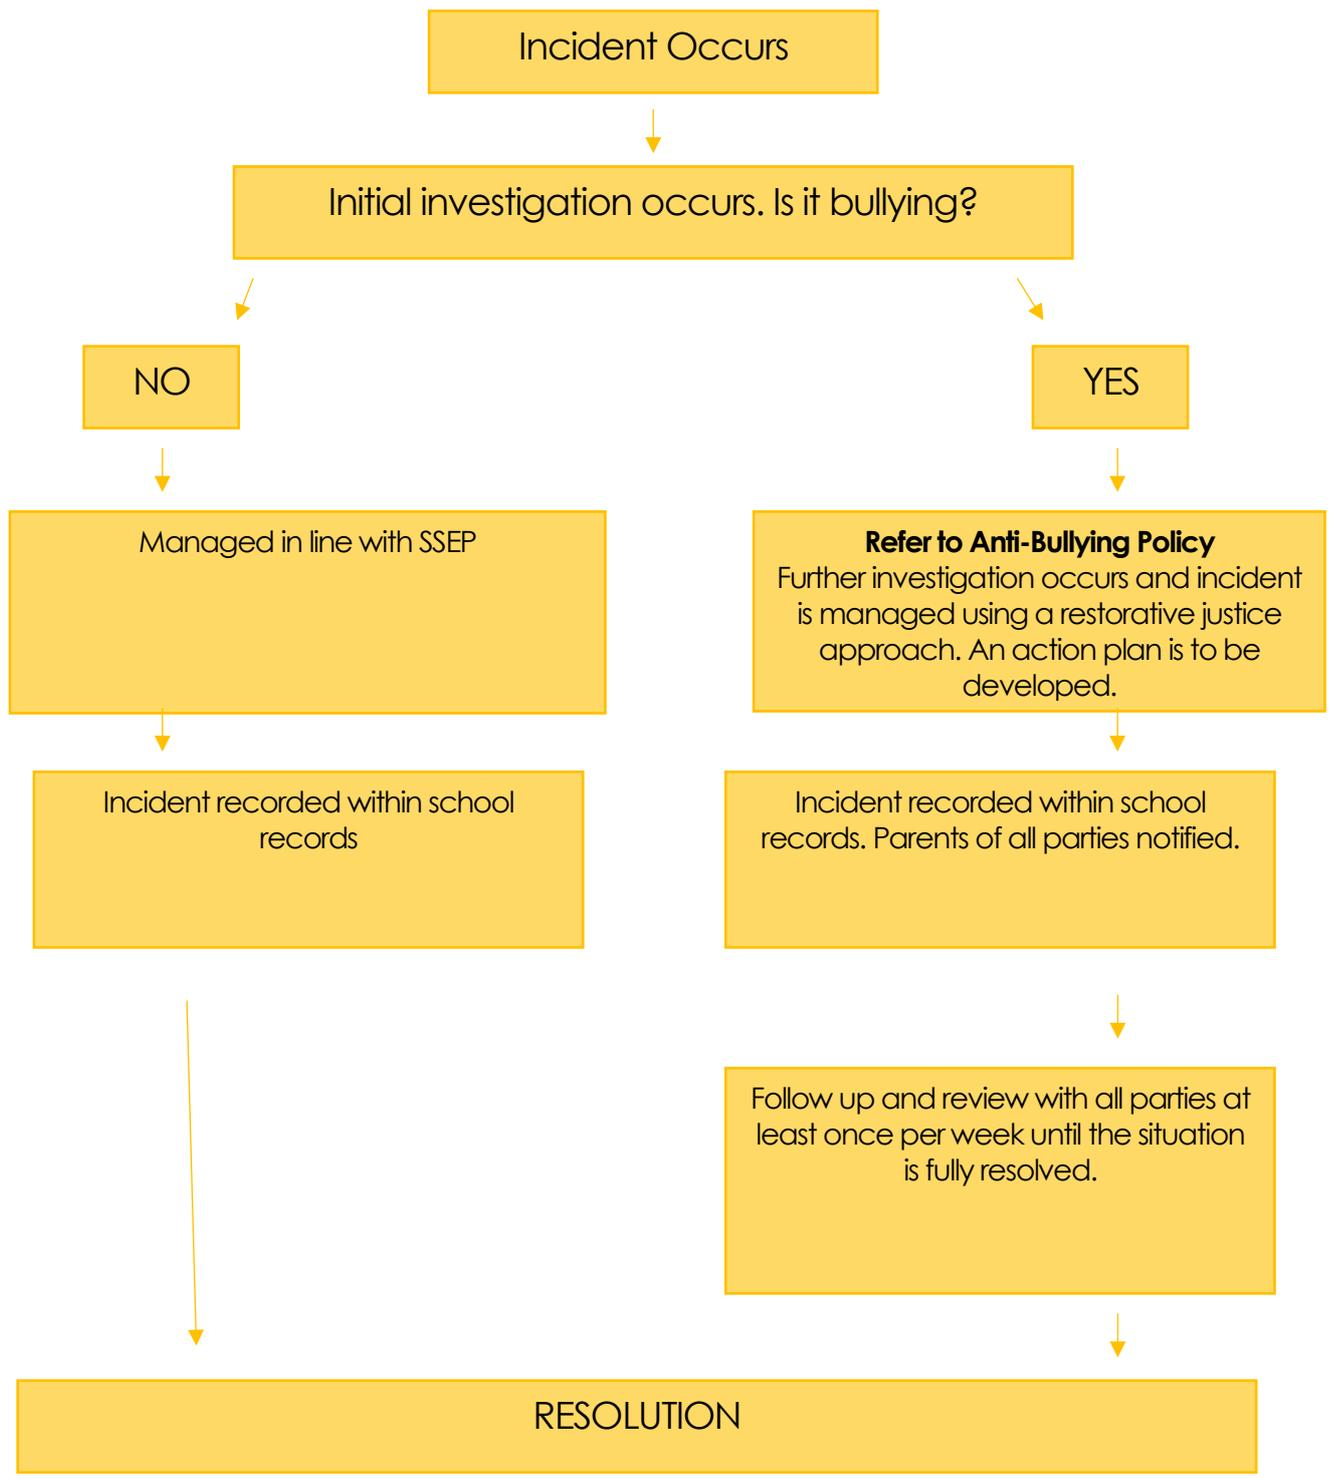 Incident Occurs
Initial investigation occurs. Is it bullying?
NO
YES
Managed in line with SSEP
Refer to Anti-Bullying Policy
Further investigation occurs and incident
is managed using a restorative justice
approach. An action plan is to be
developed.
Incident recorded within school
records
Incident recorded within school
records. Parents of all parties notified.
Follow up and review with all parties at
least once per week until the situation
is fully resolved.
RESOLUTION